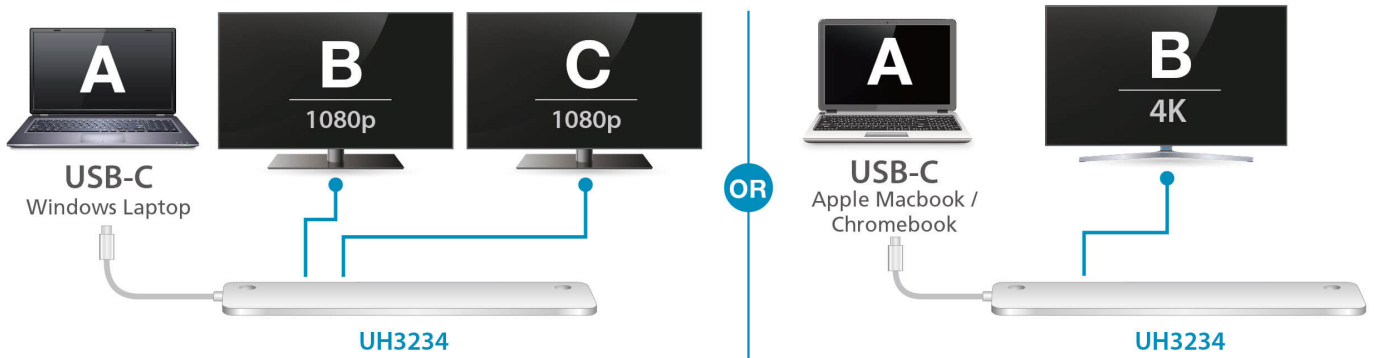 A
B
1080p
C
1080p
USB-C
Windows Laptop
UH3234
OR
A
B
4K
USB-C
Apple Macbook /
Chromebook
UH3234